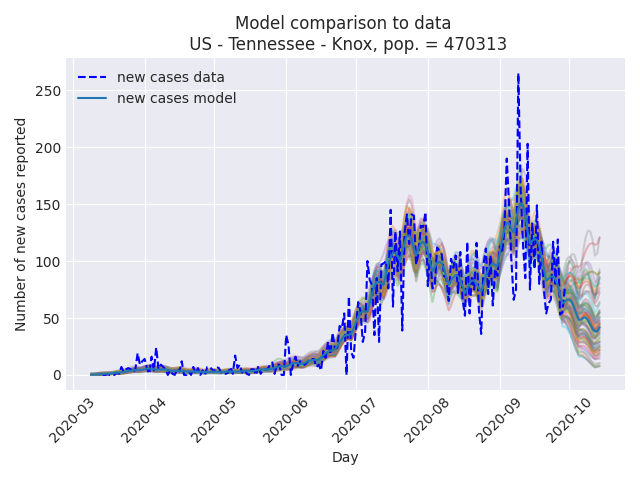 Model comparison to data
US - Tennessee - Knox, pop. = 470313
new cases data
new cases model
Number of new cases reported
250
200
150
100
50
0
2020-03
2020-04
2020-05
2020-06
2020-07
2020-08
2020-09
2020-10
Day